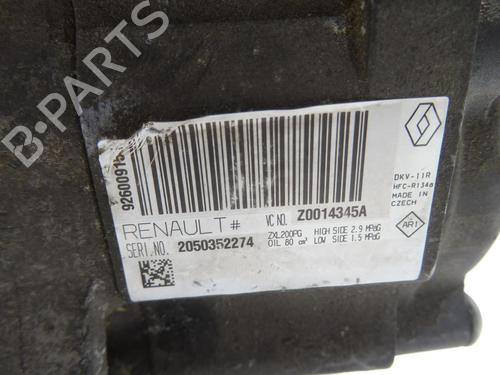 B-PARTS
RENAULT# VC NO. Z0014345A
SERI.NO. 2050352274
ZXL200PG HIGH SIDE 2.9 MPaG
OIL 80 cm³ LOW SIDE 1.5 MPaG
DKV-11R
HFC-R134a
MADE IN
CZECH
AR1